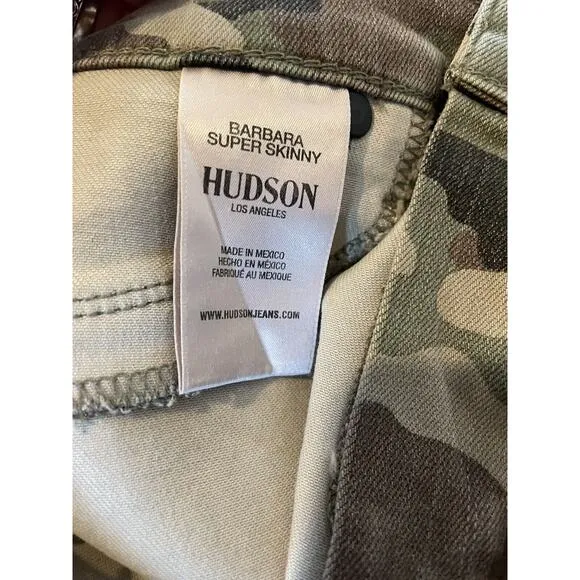 BARBARA
SUPER SKINNY
HUDSON
LOS ANGELES
MADE IN MEXICO
HECHO EN MÉXICO
FABRIQUÉ AU MEXIQUE
WWW.HUDSONJEANS.COM